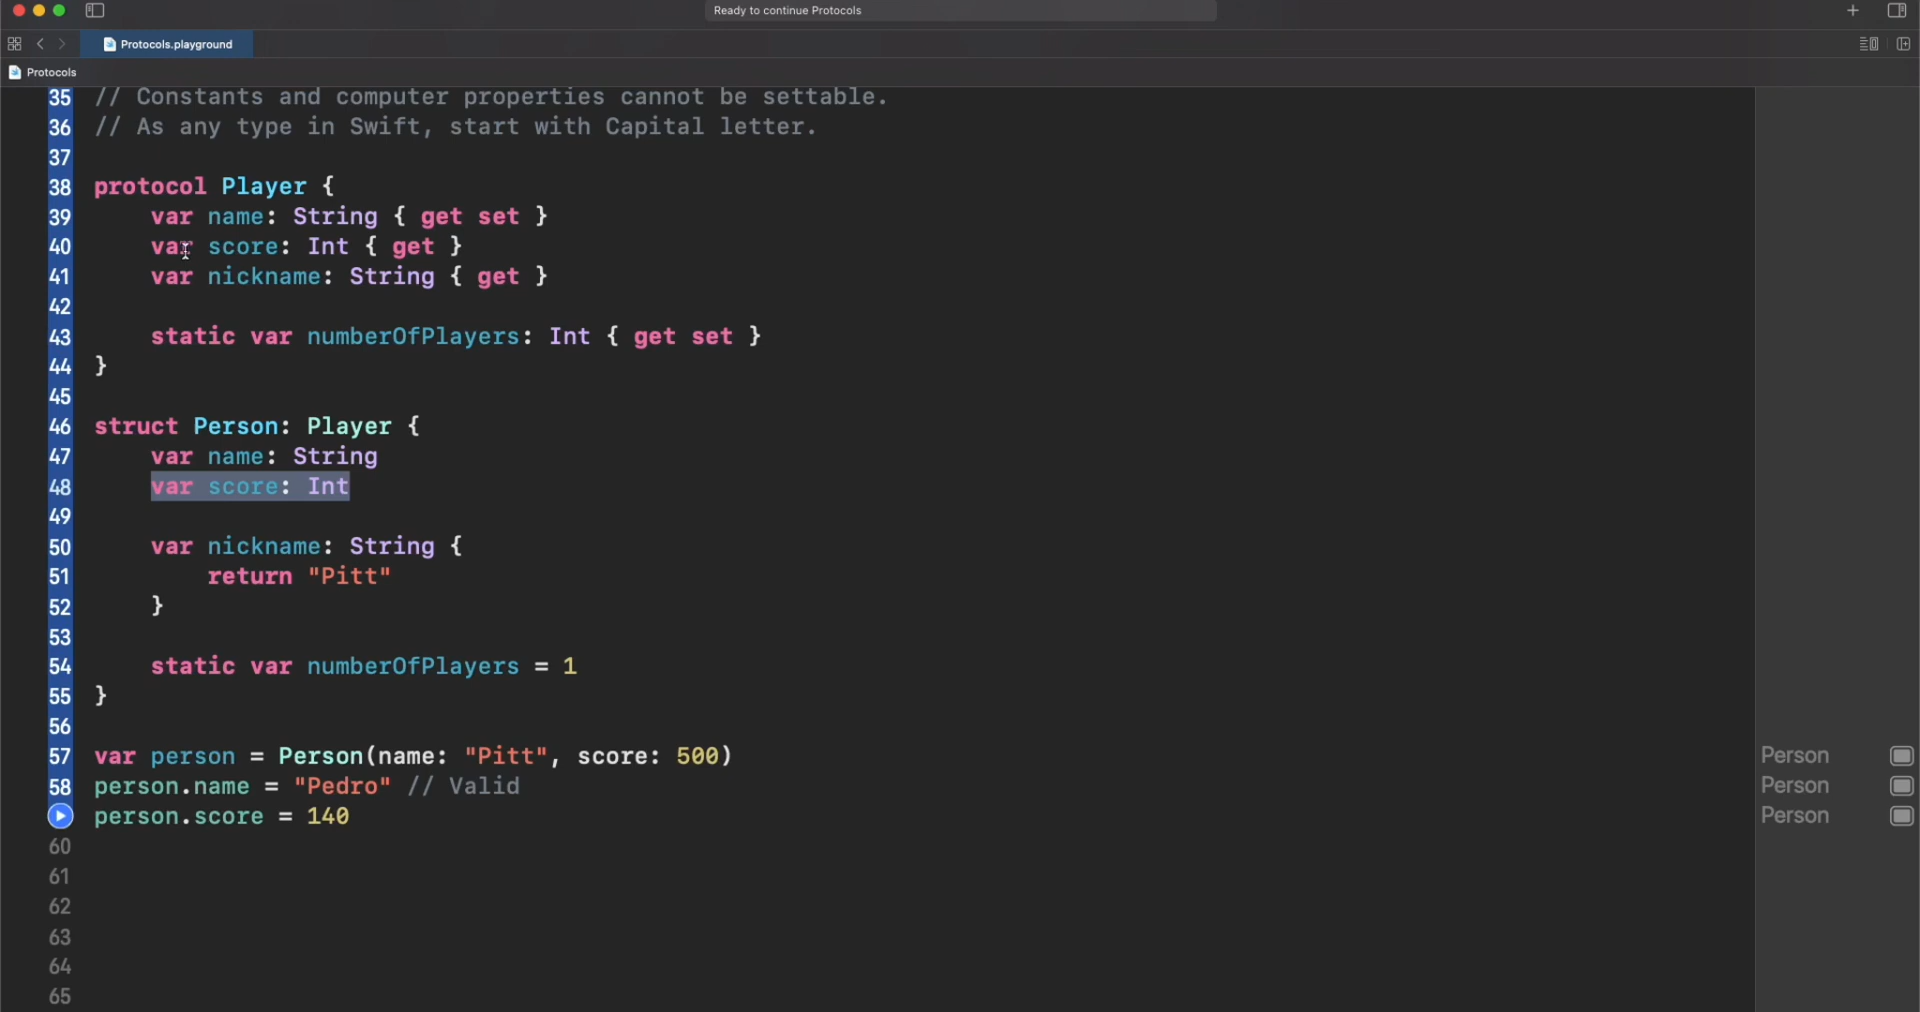 Ready to continue Protocols
Protocols.playground
Protocols
35 // Constants and computer properties cannot be settable.
36 // As any type in Swift, start with Capital letter.
37
38 protocol Player {
39     var name: String { get set }
40     var score: Int { get }
41     var nickname: String { get }
42
43     static var numberOfPlayers: Int { get set }
44 }
45
46 struct Person: Player {
47     var name: String
48     var score: Int
49
50     var nickname: String {
51         return "Pitt"
52     }
53
54     static var numberOfPlayers = 1
55 }
56
57 var person = Person(name: "Pitt", score: 500) Person
58 person.name = "Pedro" // Valid Person
person.score = 140 Person
60
61
62
63
64
65